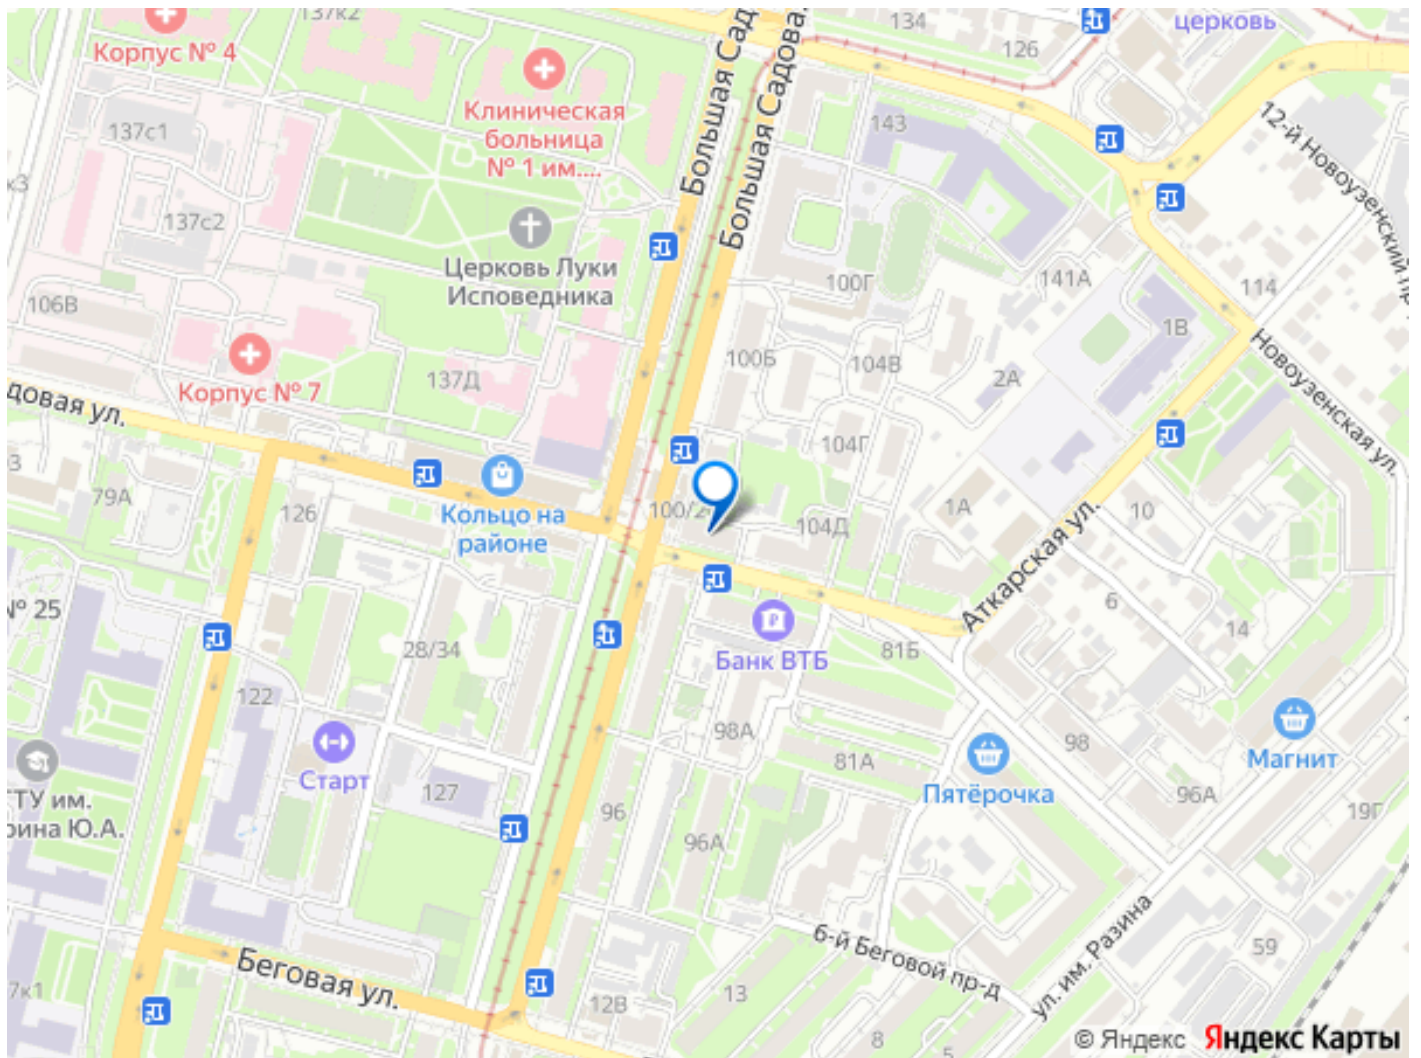 137к2
Корпус № 4
134
126
церковь
Большая Садова
Большая Садовая
Клиническая
больница
№ 1 им....
137с1
143
12-й Новоузенский пр
к3
137с2
Церковь Луки
Исповедника
100Г
141А
114
106В
1В
Корпус № 7
137Д
100Б
104В
2А
Новоузенская ул.
довая ул.
104Г
79А
126
Кольцо на
районе
100/2
104Д
1А
10
Аткарская ул.
№ 25
28/34
Банк ВТБ
81Б
6
14
122
98А
98
Старт
127
81А
Пятёрочка
Магнит
96А
19Г
ТУ им.
рина Ю.А.
96
96А
6-й Беговой пр-д
ул. им. Разина
59
Беговая ул.
7к1
12В
13
8
5
© Яндекс Яндекс Карты